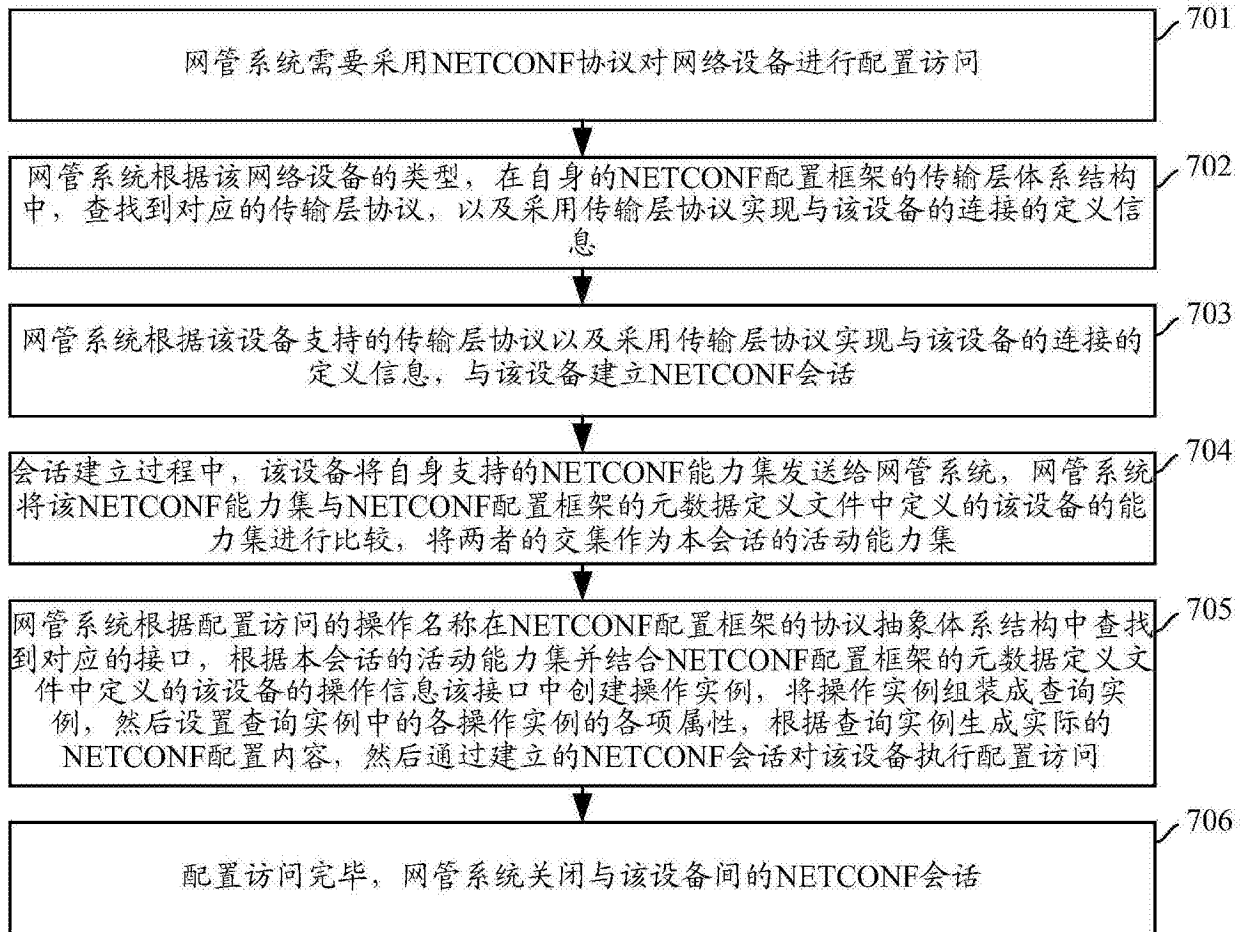 701
网管系统需要采用NETCONF协议对网络设备进行配置访问
702
网管系统根据该网络设备的类型，在自身的NETCONF配置框架的传输层体系结构
中，查找到对应的传输层协议，以及采用传输层协议实现与该设备的连接的定义信
息
703
网管系统根据该设备支持的传输层协议以及采用传输层协议实现与该设备的连接的
定义信息，与该设备建立NETCONF会话
704
会话建立过程中，该设备将自身支持的NETCONF能力集发送给网管系统，网管系统
将该NETCONF能力集与NETCONF配置框架的元数据定义文件中定义的该设备的能
力集进行比较，将两者的交集作为本会话的活动能力集
705
网管系统根据配置访问的操作名称在NETCONF配置框架的协议抽象体系结构中查找
到对应的接口，根据本会话的活动能力集并结合NETCONF配置框架的元数据定义文
件中定义的该设备的操作信息该接口中创建操作实例，将操作实例组装成查询实
例，然后设置查询实例中的各操作实例的各项属性，根据查询实例生成实际的
NETCONF配置内容，然后通过建立的NETCONF会话对该设备执行配置访问
706
配置访问完毕，网管系统关闭与该设备间的NETCONF会话